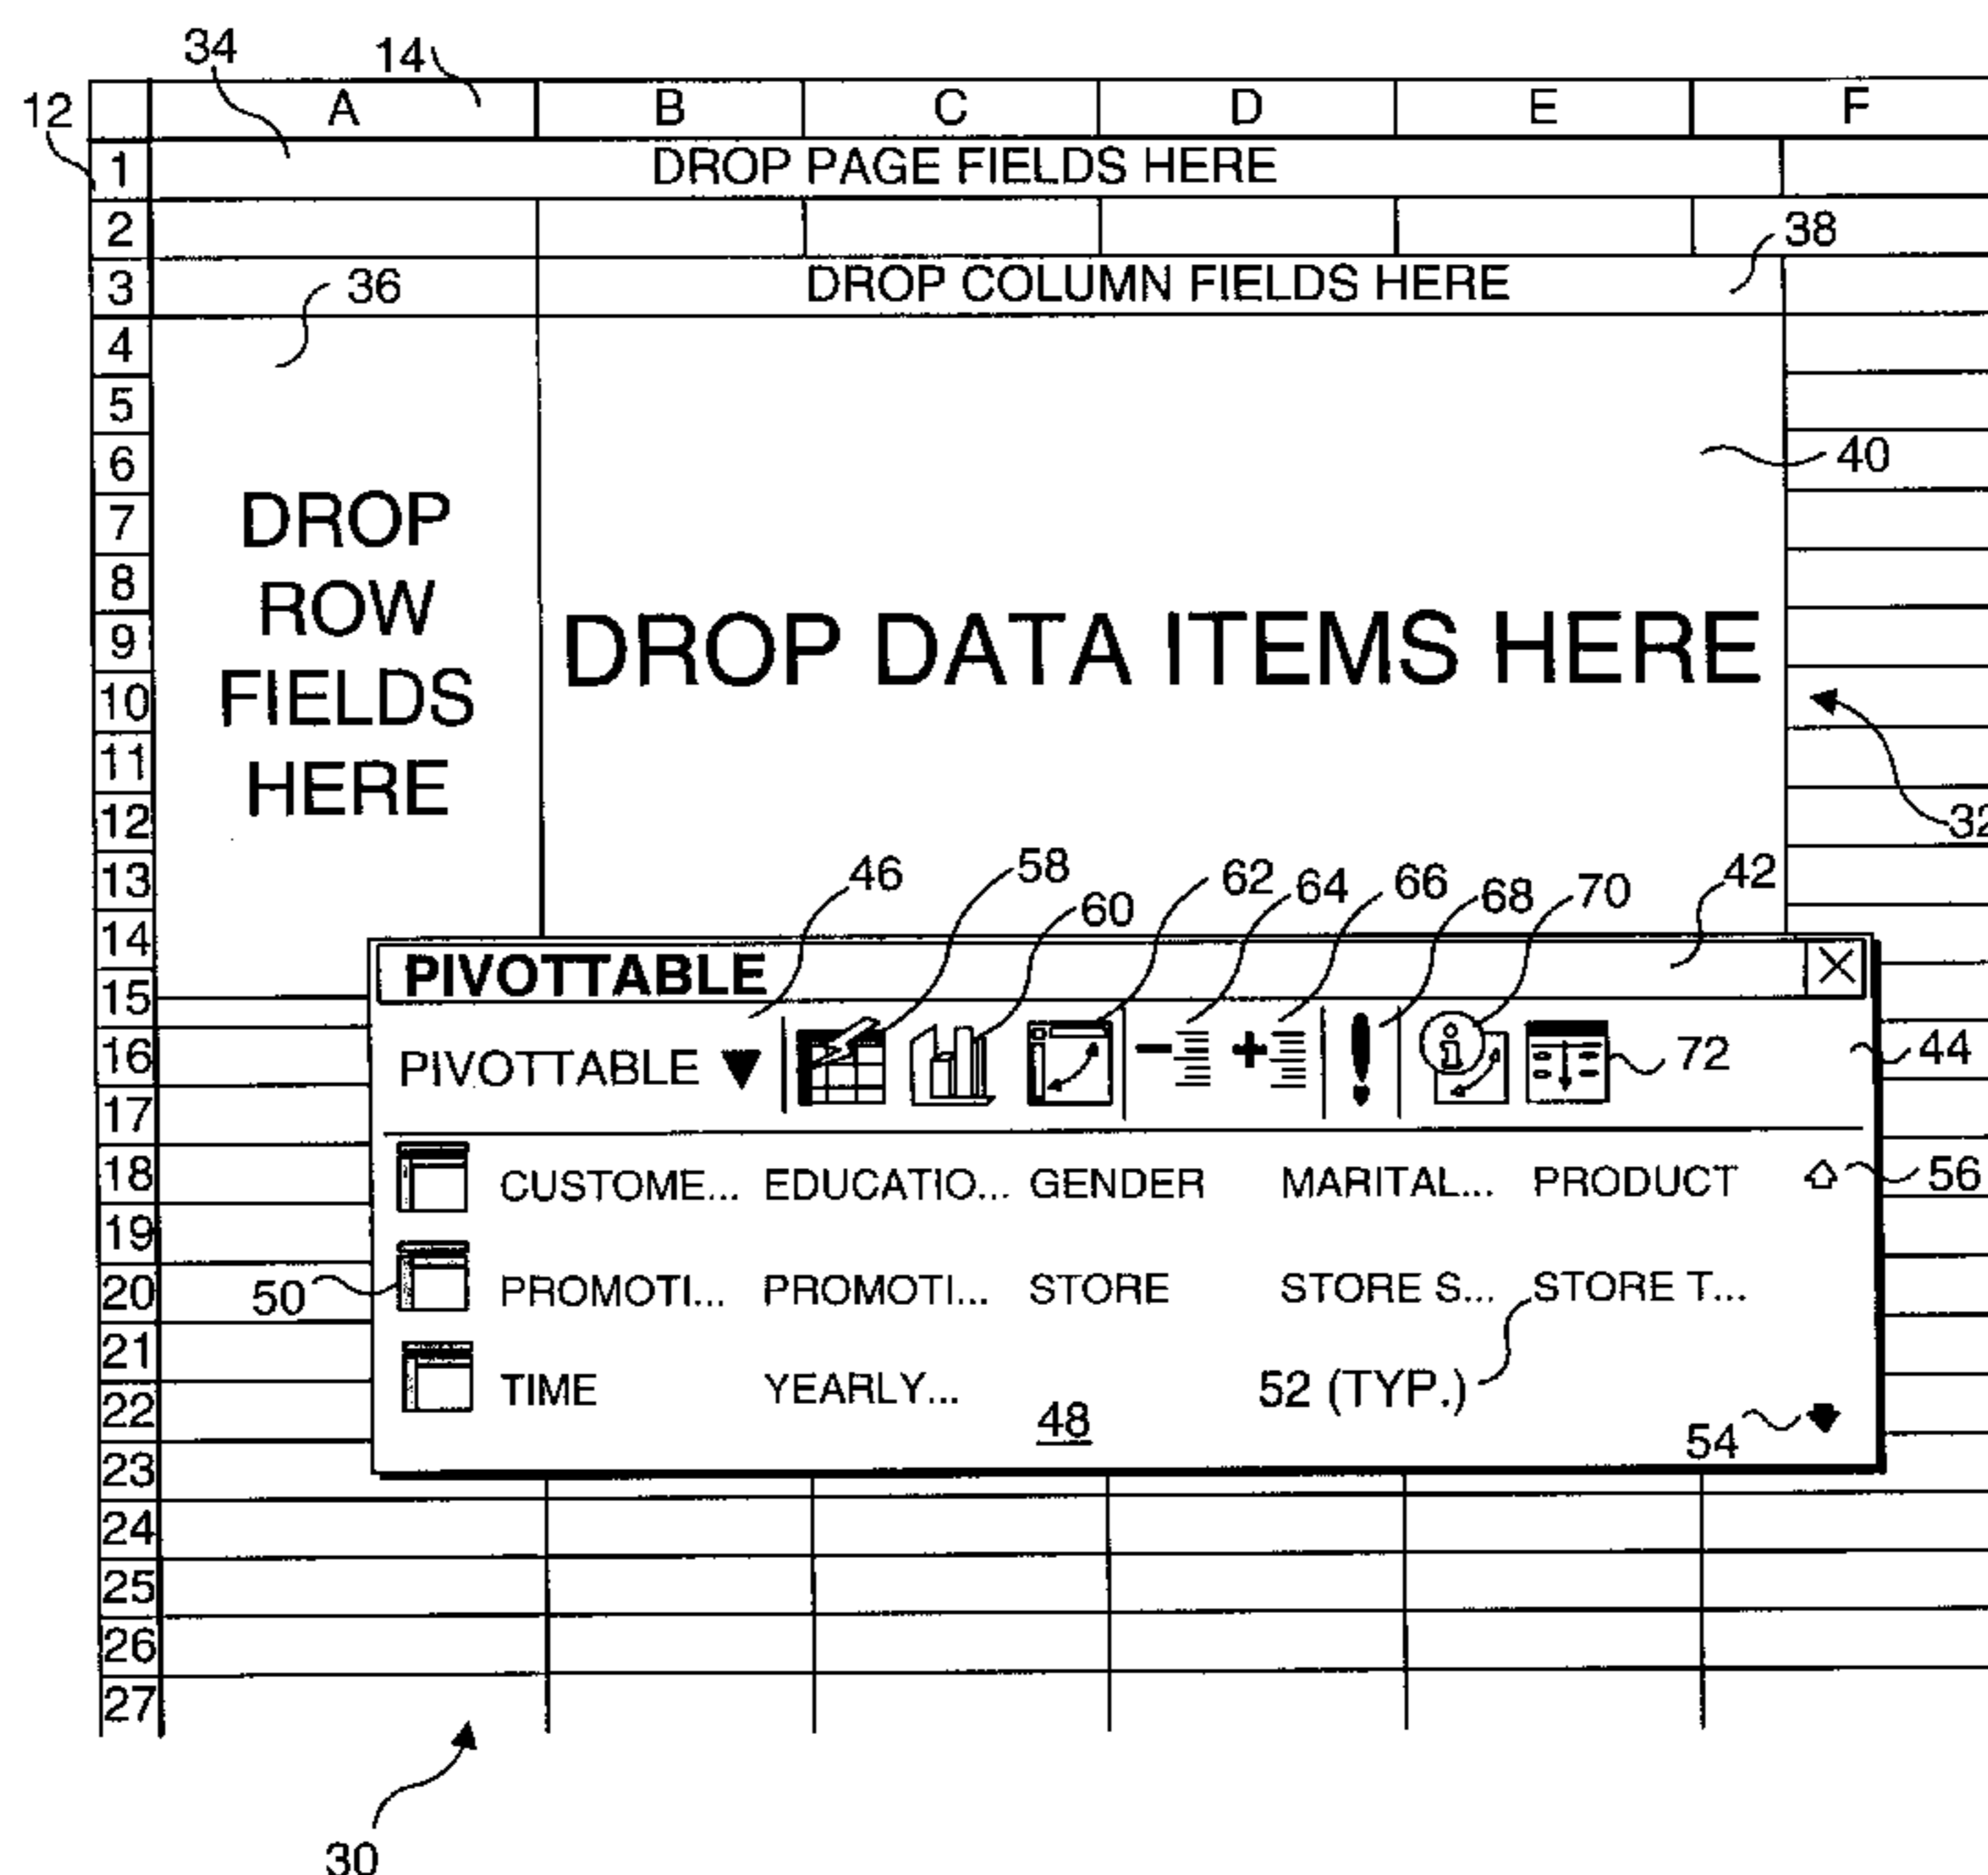 34 14
12 A B C D E F
1 DROP PAGE FIELDS HERE
2 38
3 36 DROP COLUMN FIELDS HERE
4
5
6 40
7 DROP
8 ROW
9 DROP DATA ITEMS HERE
10 FIELDS
11 HERE
12 32
13 46 58 60 62 64 66 68 70 42
14 PIVOTTABLE
15
16 PIVOTTABLE 72 44
17
18 CUSTOME... EDUCATIO... GENDER MARITAL... PRODUCT 56
19
20 50 PROMOTI... PROMOTI... STORE STORE S... STORE T...
21
22 TIME YEARLY... 48 52 (TYP.) 54
23
24
25
26
27
30